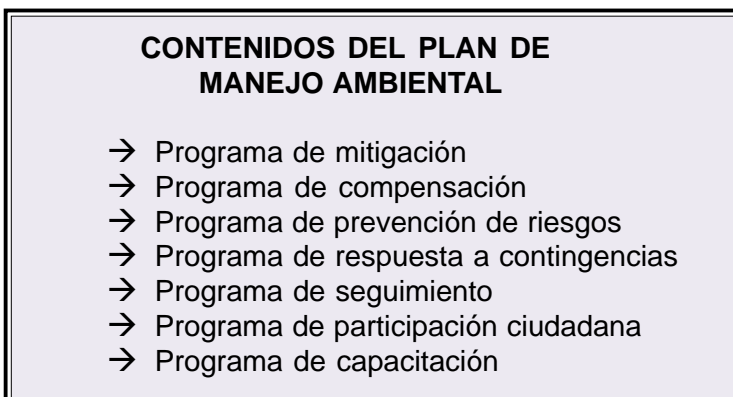 CONTENIDOS DEL PLAN DE
MANEJO AMBIENTAL
→ Programa de mitigación
→ Programa de compensación
→ Programa de prevención de riesgos
→ Programa de respuesta a contingencias
→ Programa de seguimiento
→ Programa de participación ciudadana
→ Programa de capacitación